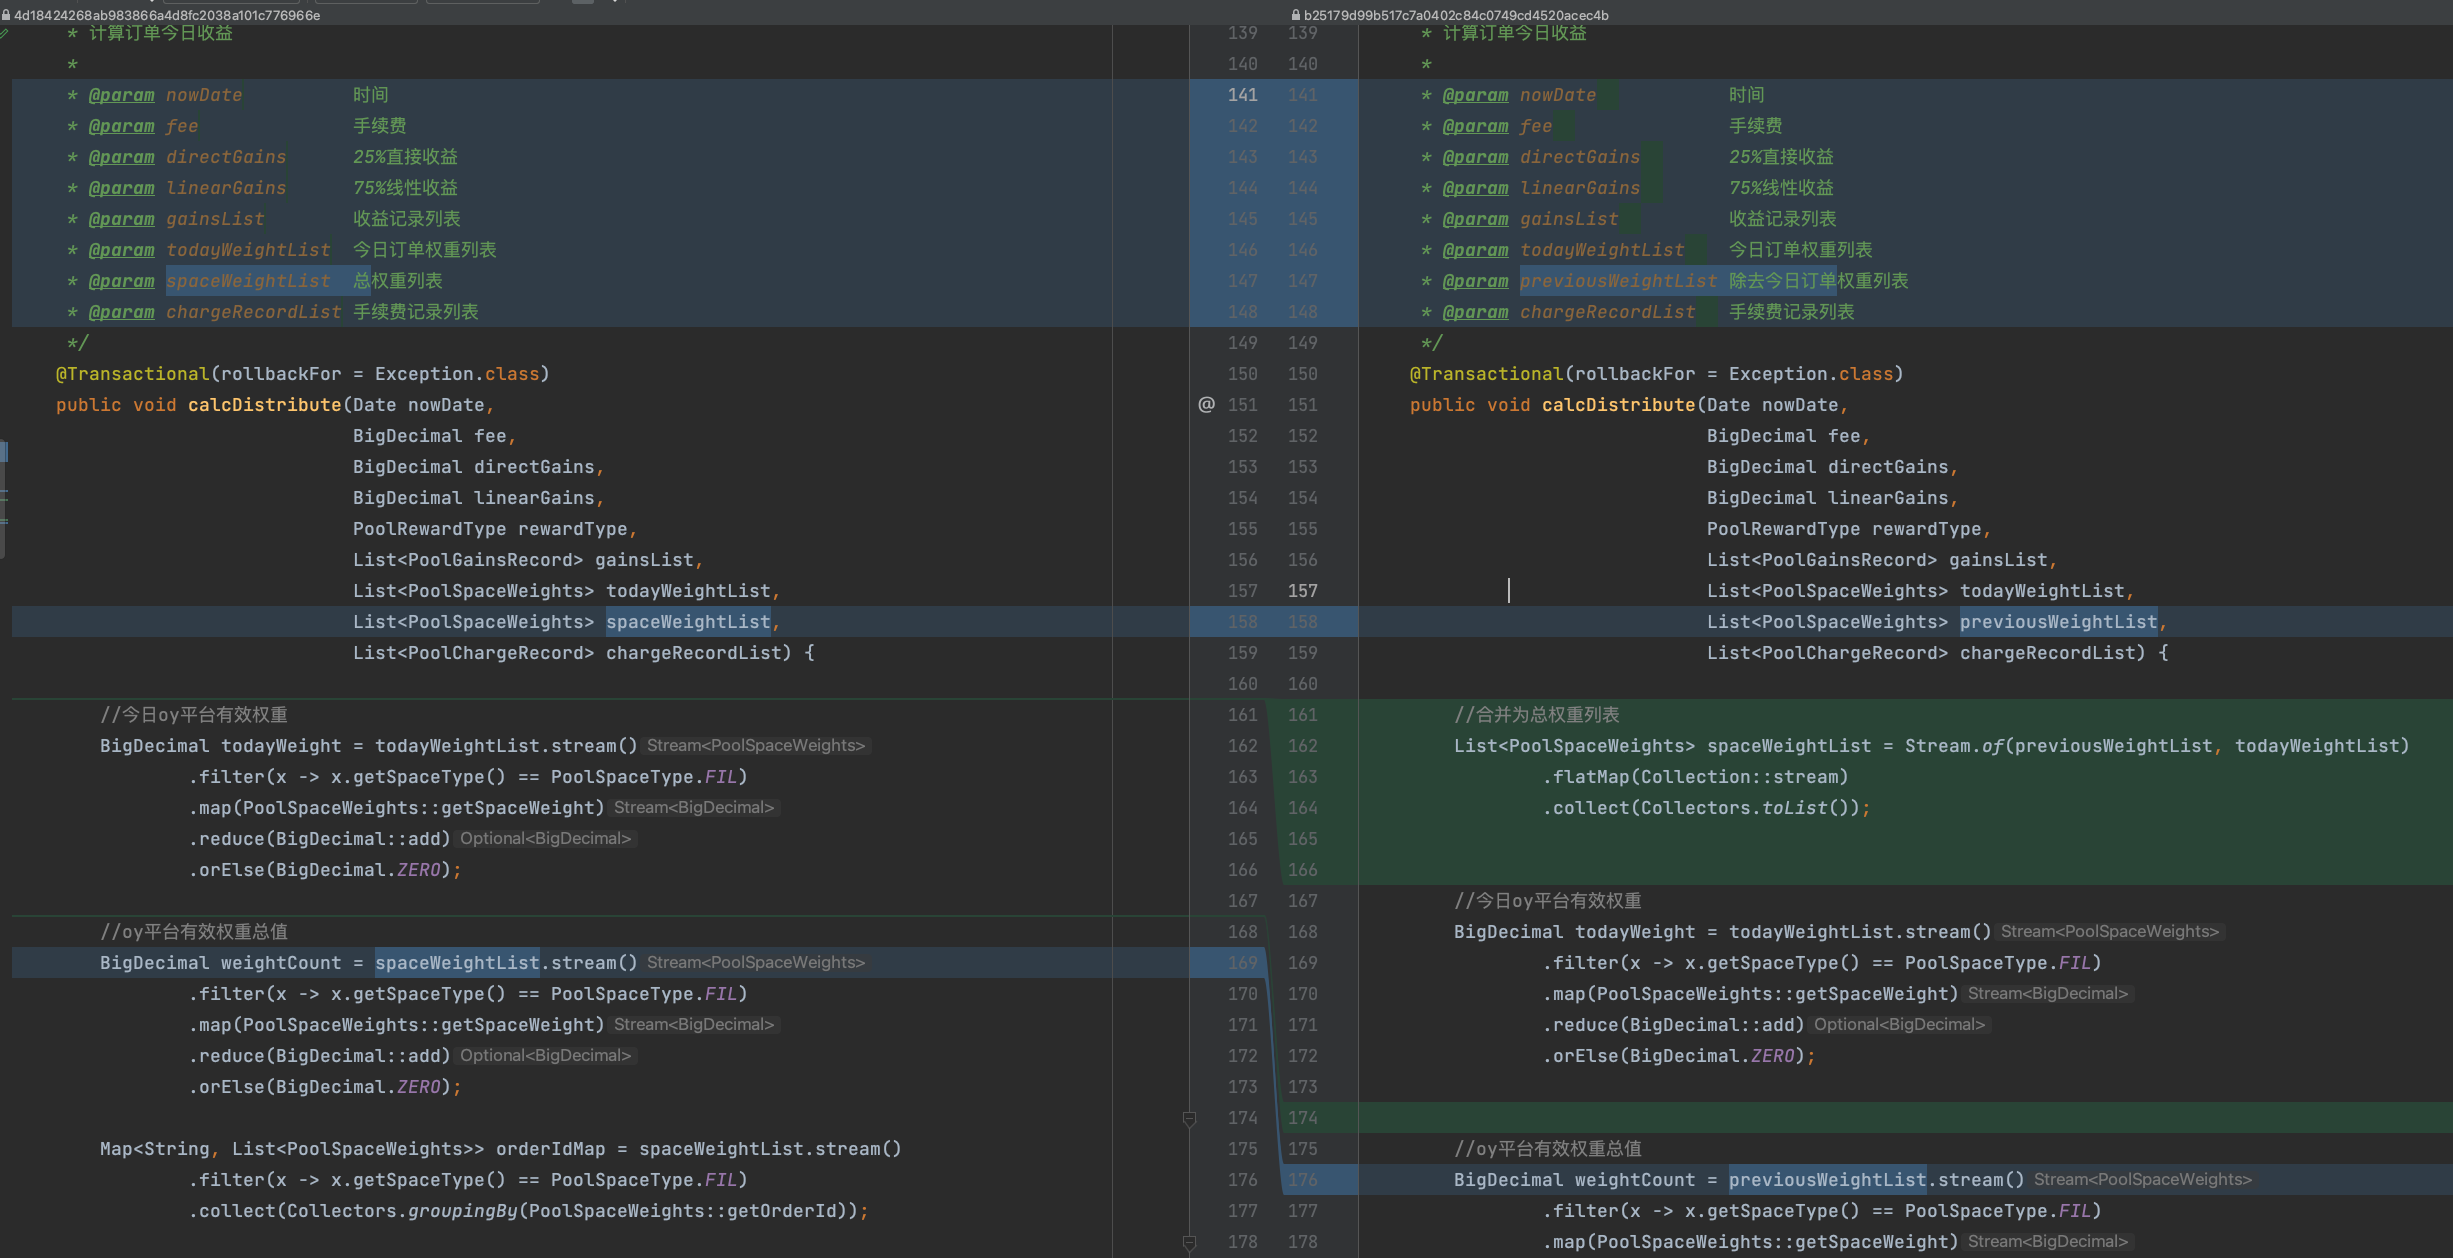 4d18424268ab983866a4d8fc2038a101c776966e
* 计算订单今日收益
*
* @param nowDate 时间
* @param fee 手续费
* @param directGains 25%直接收益
* @param linearGains 75%线性收益
* @param gainsList 收益记录列表
* @param todayWeightList 今日订单权重列表
* @param spaceWeightList 总权重列表
* @param chargeRecordList 手续费记录列表
*/
@Transactional(rollbackFor = Exception.class)
public void calcDistribute(Date nowDate,
BigDecimal fee,
BigDecimal directGains,
BigDecimal linearGains,
PoolRewardType rewardType,
List<PoolGainsRecord> gainsList,
List<PoolSpaceWeights> todayWeightList,
List<PoolSpaceWeights> spaceWeightList,
List<PoolChargeRecord> chargeRecordList) {
//今日oy平台有效权重
BigDecimal todayWeight = todayWeightList.stream() Stream<PoolSpaceWeights>
.filter(x -> x.getSpaceType() == PoolSpaceType.FIL)
.map(PoolSpaceWeights::getSpaceWeight) Stream<BigDecimal>
.reduce(BigDecimal::add) Optional<BigDecimal>
.orElse(BigDecimal.ZERO);
//oy平台有效权重总值
BigDecimal weightCount = spaceWeightList.stream() Stream<PoolSpaceWeights>
.filter(x -> x.getSpaceType() == PoolSpaceType.FIL)
.map(PoolSpaceWeights::getSpaceWeight) Stream<BigDecimal>
.reduce(BigDecimal::add) Optional<BigDecimal>
.orElse(BigDecimal.ZERO);
Map<String, List<PoolSpaceWeights>> orderIdMap = spaceWeightList.stream()
.filter(x -> x.getSpaceType() == PoolSpaceType.FIL)
.collect(Collectors.groupingBy(PoolSpaceWeights::getOrderId));
139 139
140 140
141 141
142 142
143 143
144 144
145 145
146 146
147 147
148 148
149 149
150 150
@ 151 151
152 152
153 153
154 154
155 155
156 156
157 157
158 158
159 159
160 160
161 161
162 162
163 163
164 164
165 165
166 166
167 167
168 168
169 169
170 170
171 171
172 172
173 173
174 174
175 175
176 176
177 177
178 178
b25179d99b517c7a0402c84c0749cd4520acec4b
* 计算订单今日收益
*
* @param nowDate 时间
* @param fee 手续费
* @param directGains 25%直接收益
* @param linearGains 75%线性收益
* @param gainsList 收益记录列表
* @param todayWeightList 今日订单权重列表
* @param previousWeightList 除去今日订单权重列表
* @param chargeRecordList 手续费记录列表
*/
@Transactional(rollbackFor = Exception.class)
public void calcDistribute(Date nowDate,
BigDecimal fee,
BigDecimal directGains,
BigDecimal linearGains,
PoolRewardType rewardType,
List<PoolGainsRecord> gainsList,
List<PoolSpaceWeights> todayWeightList,
List<PoolSpaceWeights> previousWeightList,
List<PoolChargeRecord> chargeRecordList) {
//合并为总权重列表
List<PoolSpaceWeights> spaceWeightList = Stream.of(previousWeightList, todayWeightList)
.flatMap(Collection::stream)
.collect(Collectors.toList());
//今日oy平台有效权重
BigDecimal todayWeight = todayWeightList.stream() Stream<PoolSpaceWeights>
.filter(x -> x.getSpaceType() == PoolSpaceType.FIL)
.map(PoolSpaceWeights::getSpaceWeight) Stream<BigDecimal>
.reduce(BigDecimal::add) Optional<BigDecimal>
.orElse(BigDecimal.ZERO);
//oy平台有效权重总值
BigDecimal weightCount = previousWeightList.stream() Stream<PoolSpaceWeights>
.filter(x -> x.getSpaceType() == PoolSpaceType.FIL)
.map(PoolSpaceWeights::getSpaceWeight) Stream<BigDecimal>